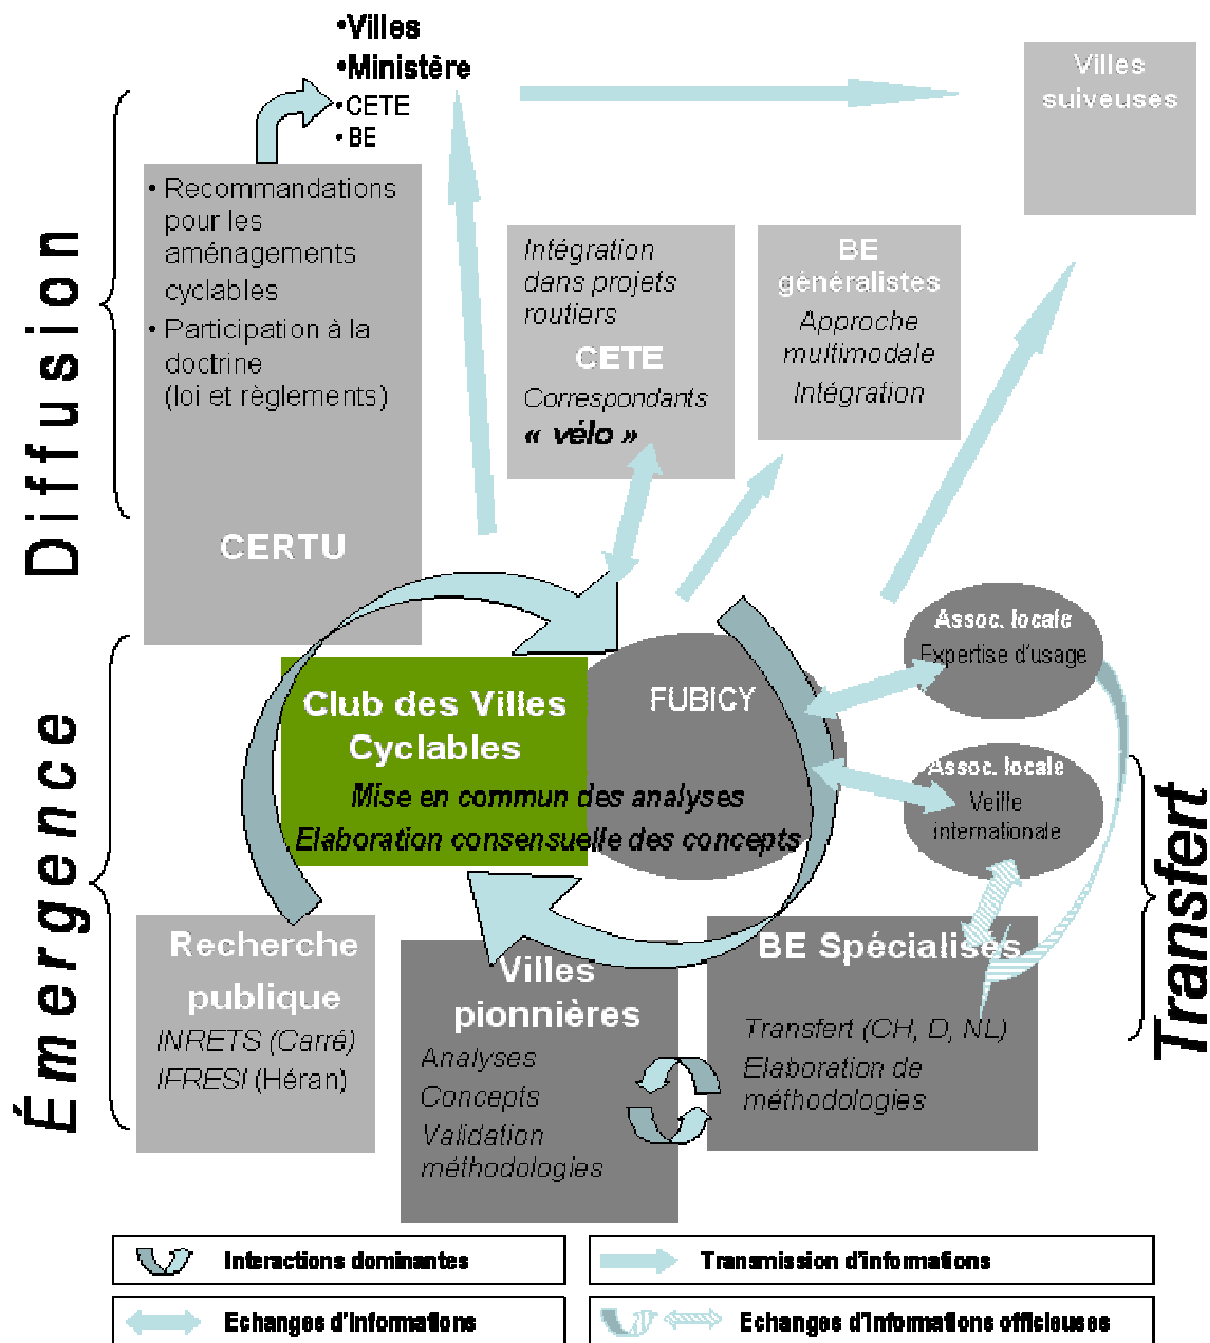 •Villes
•Ministère
•CETE
•BE
Villes
suiveuses
Diffusion
• Recommandations
pour les
aménagements
cyclables
• Participation à la
doctrine
(loi et règlements)
CERTU
Intégration
dans projets
routiers
CETE
Correspondants
« vélo »
BE
généralistes
Approche
multimodale
Intégration
Émergence
Club des Villes
Cyclables
FUBICY
Mise en commun des analyses
Elaboration consensuelle des concepts
Assoc. locale
Expertise d'usage
Assoc. locale
Veille
internationale
Transfert
Recherche
publique
INRETS (Carré)
IFRESI (Héran)
Villes
pionnières
Analyses
Concepts
Validation
méthodologies
BE Spécialisés
Transfert (CH, D, NL)
Elaboration de
méthodologies
Interactions dominantes
Transmission d'informations
Echanges d'Informations
Echanges d'Informations officieuses